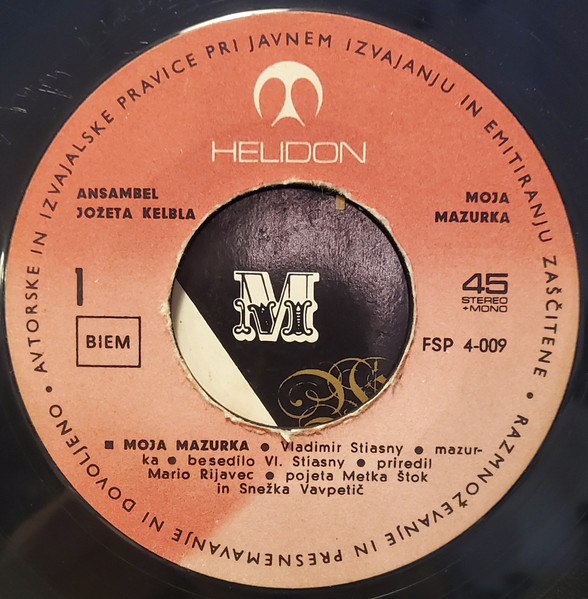 AVTORSKE IN IZVAJALSKE PRAVICE PRI JAVNEM IZVAJANJU IN EMITIRANJU ZAŠČITENE • RAZMNOŽEVANJE IN PRESNEMAVANJE NI DOVOLJENO •
HELIDON
ANSAMBEL
JOŽETA KELBLA
MOJA
MAZURKA
1
BIEM
45
STEREO
+MONO
FSP 4-009
M
■ MOJA MAZURKA ● Vladimir Stiasny ● mazur-
ka ● besedilo Vl. Stiasny ● priredil
Mario Rijavec ● pojeta Metka Štok
in Snežka Vavpetič